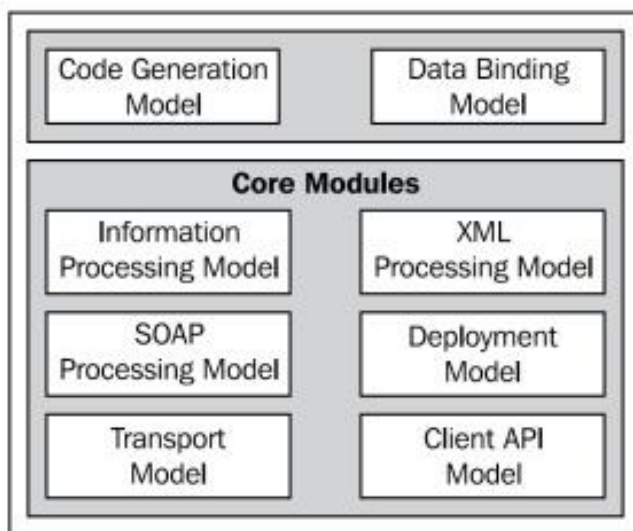 Code Generation
Model
Data Binding
Model
Core Modules
Information
Processing Model
XML
Processing Model
SOAP
Processing Model
Deployment
Model
Transport
Model
Client API
Model